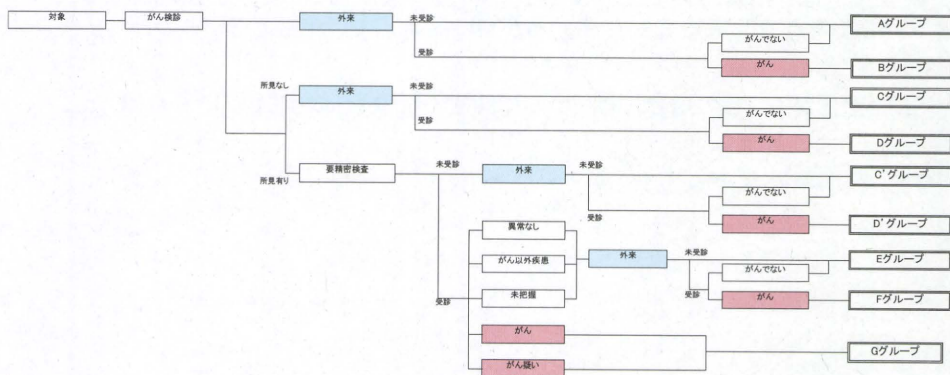 対象
がん検診
外来
未受診
受診
がんでない
がん
Aグループ
Bグループ
所見なし
外来
未受診
受診
がんでない
がん
Cグループ
Dグループ
所見有り
要精密検査
未受診
外来
未受診
受診
がんでない
がん
C'グループ
D'グループ
受診
異常なし
がん以外疾患
未把握
外来
未受診
受診
がんでない
がん
Eグループ
Fグループ
がん
がん疑い
Gグループ